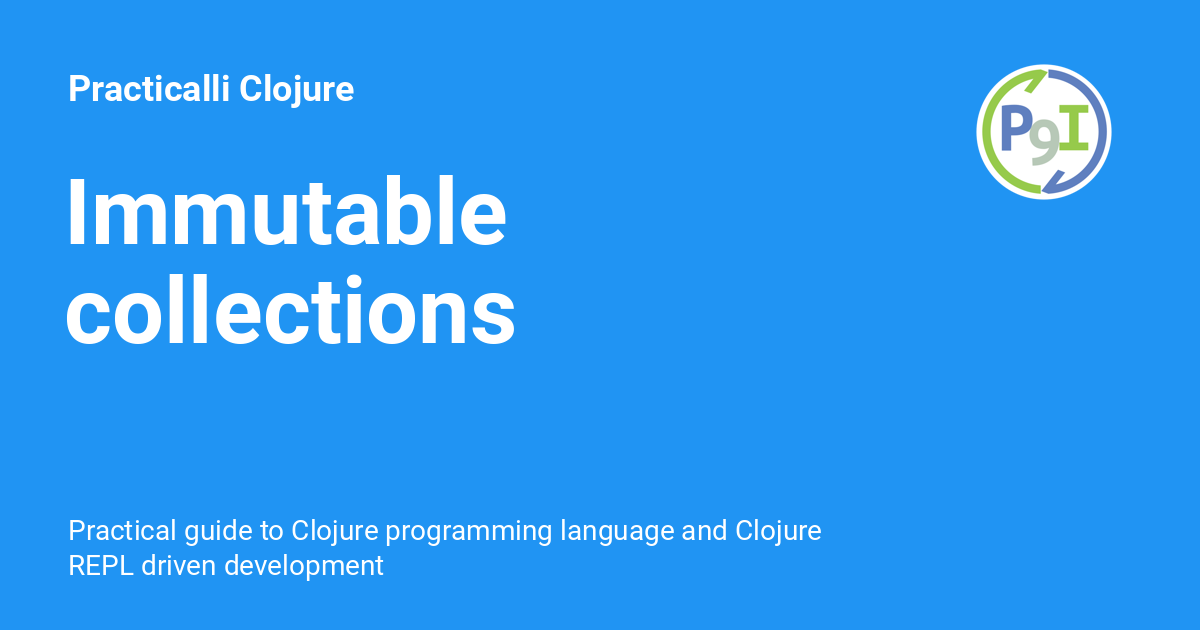 Practicalli Clojure
P9I
Immutable
collections
Practical guide to Clojure programming language and Clojure
REPL driven development